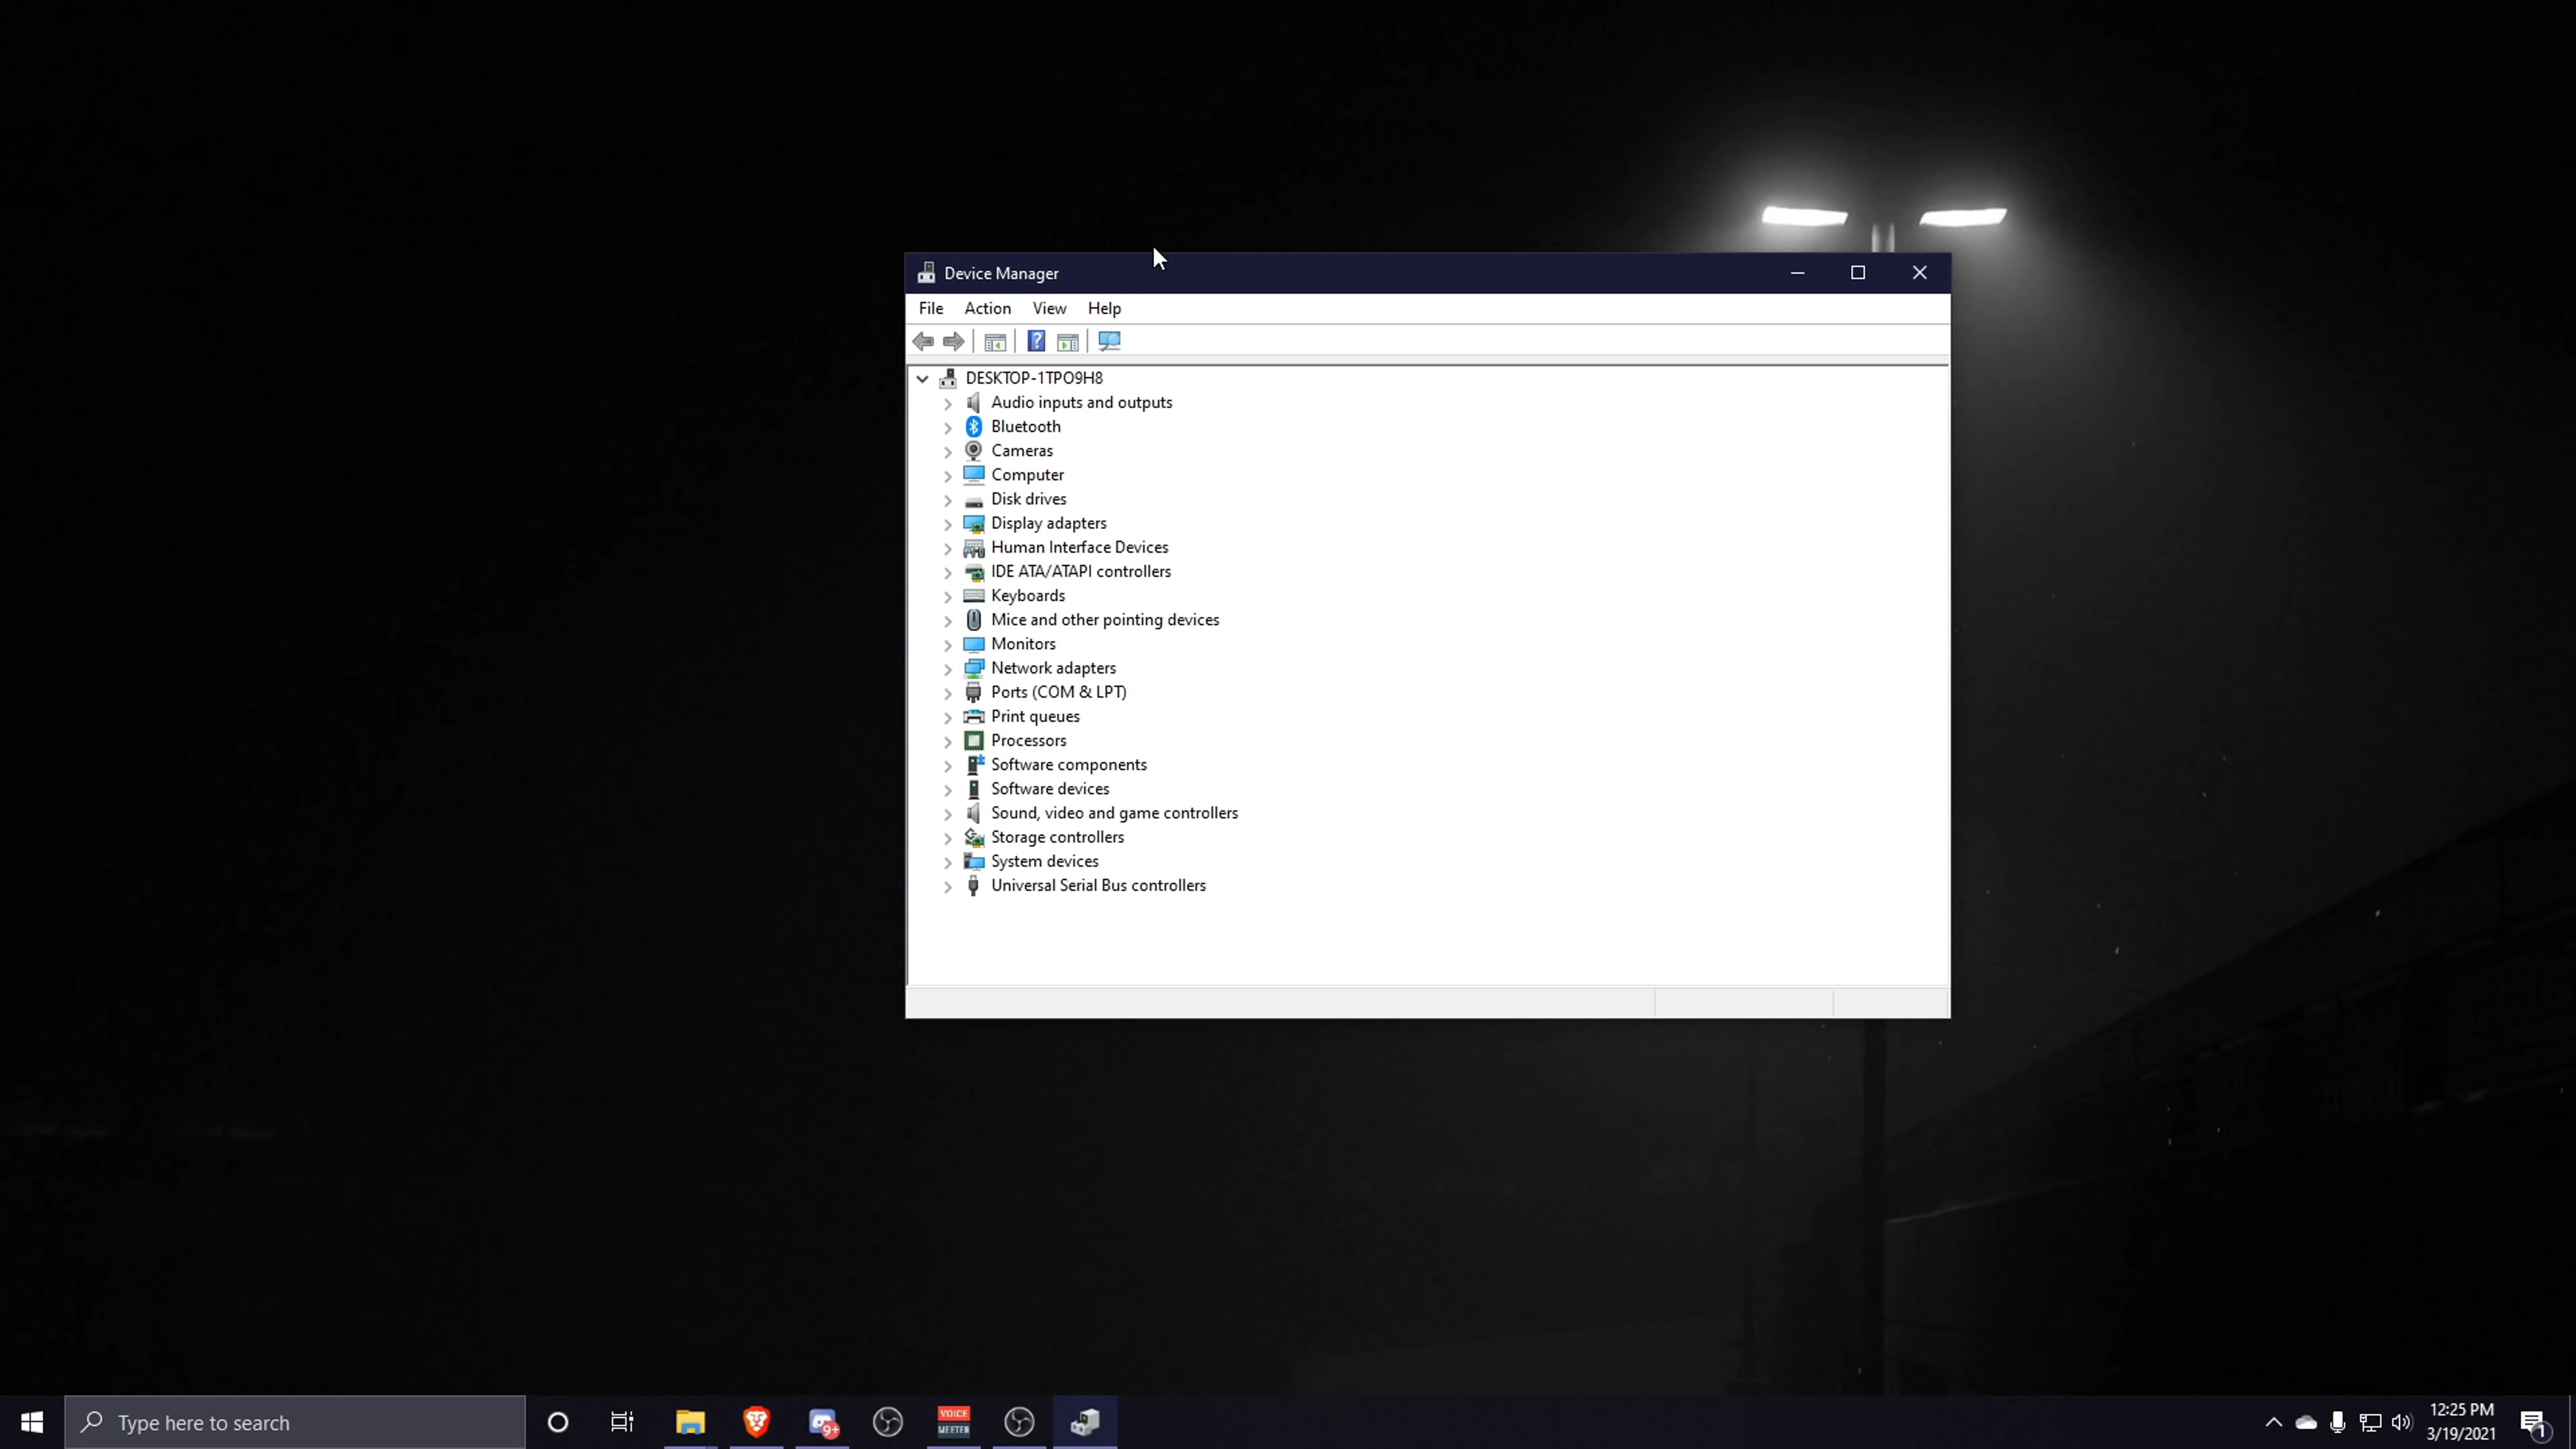 Device Manager
File Action View Help
?
DESKTOP-1TPO9H8
Audio inputs and outputs
Bluetooth
Cameras
Computer
Disk drives
Display adapters
Human Interface Devices
IDE ATA/ATAPI controllers
Keyboards
Mice and other pointing devices
Monitors
Network adapters
Ports (COM & LPT)
Print queues
Processors
Software components
Software devices
Sound, video and game controllers
Storage controllers
System devices
Universal Serial Bus controllers
Type here to search
9+
VOICE
MEETER
12:25 PM
3/19/2021
1